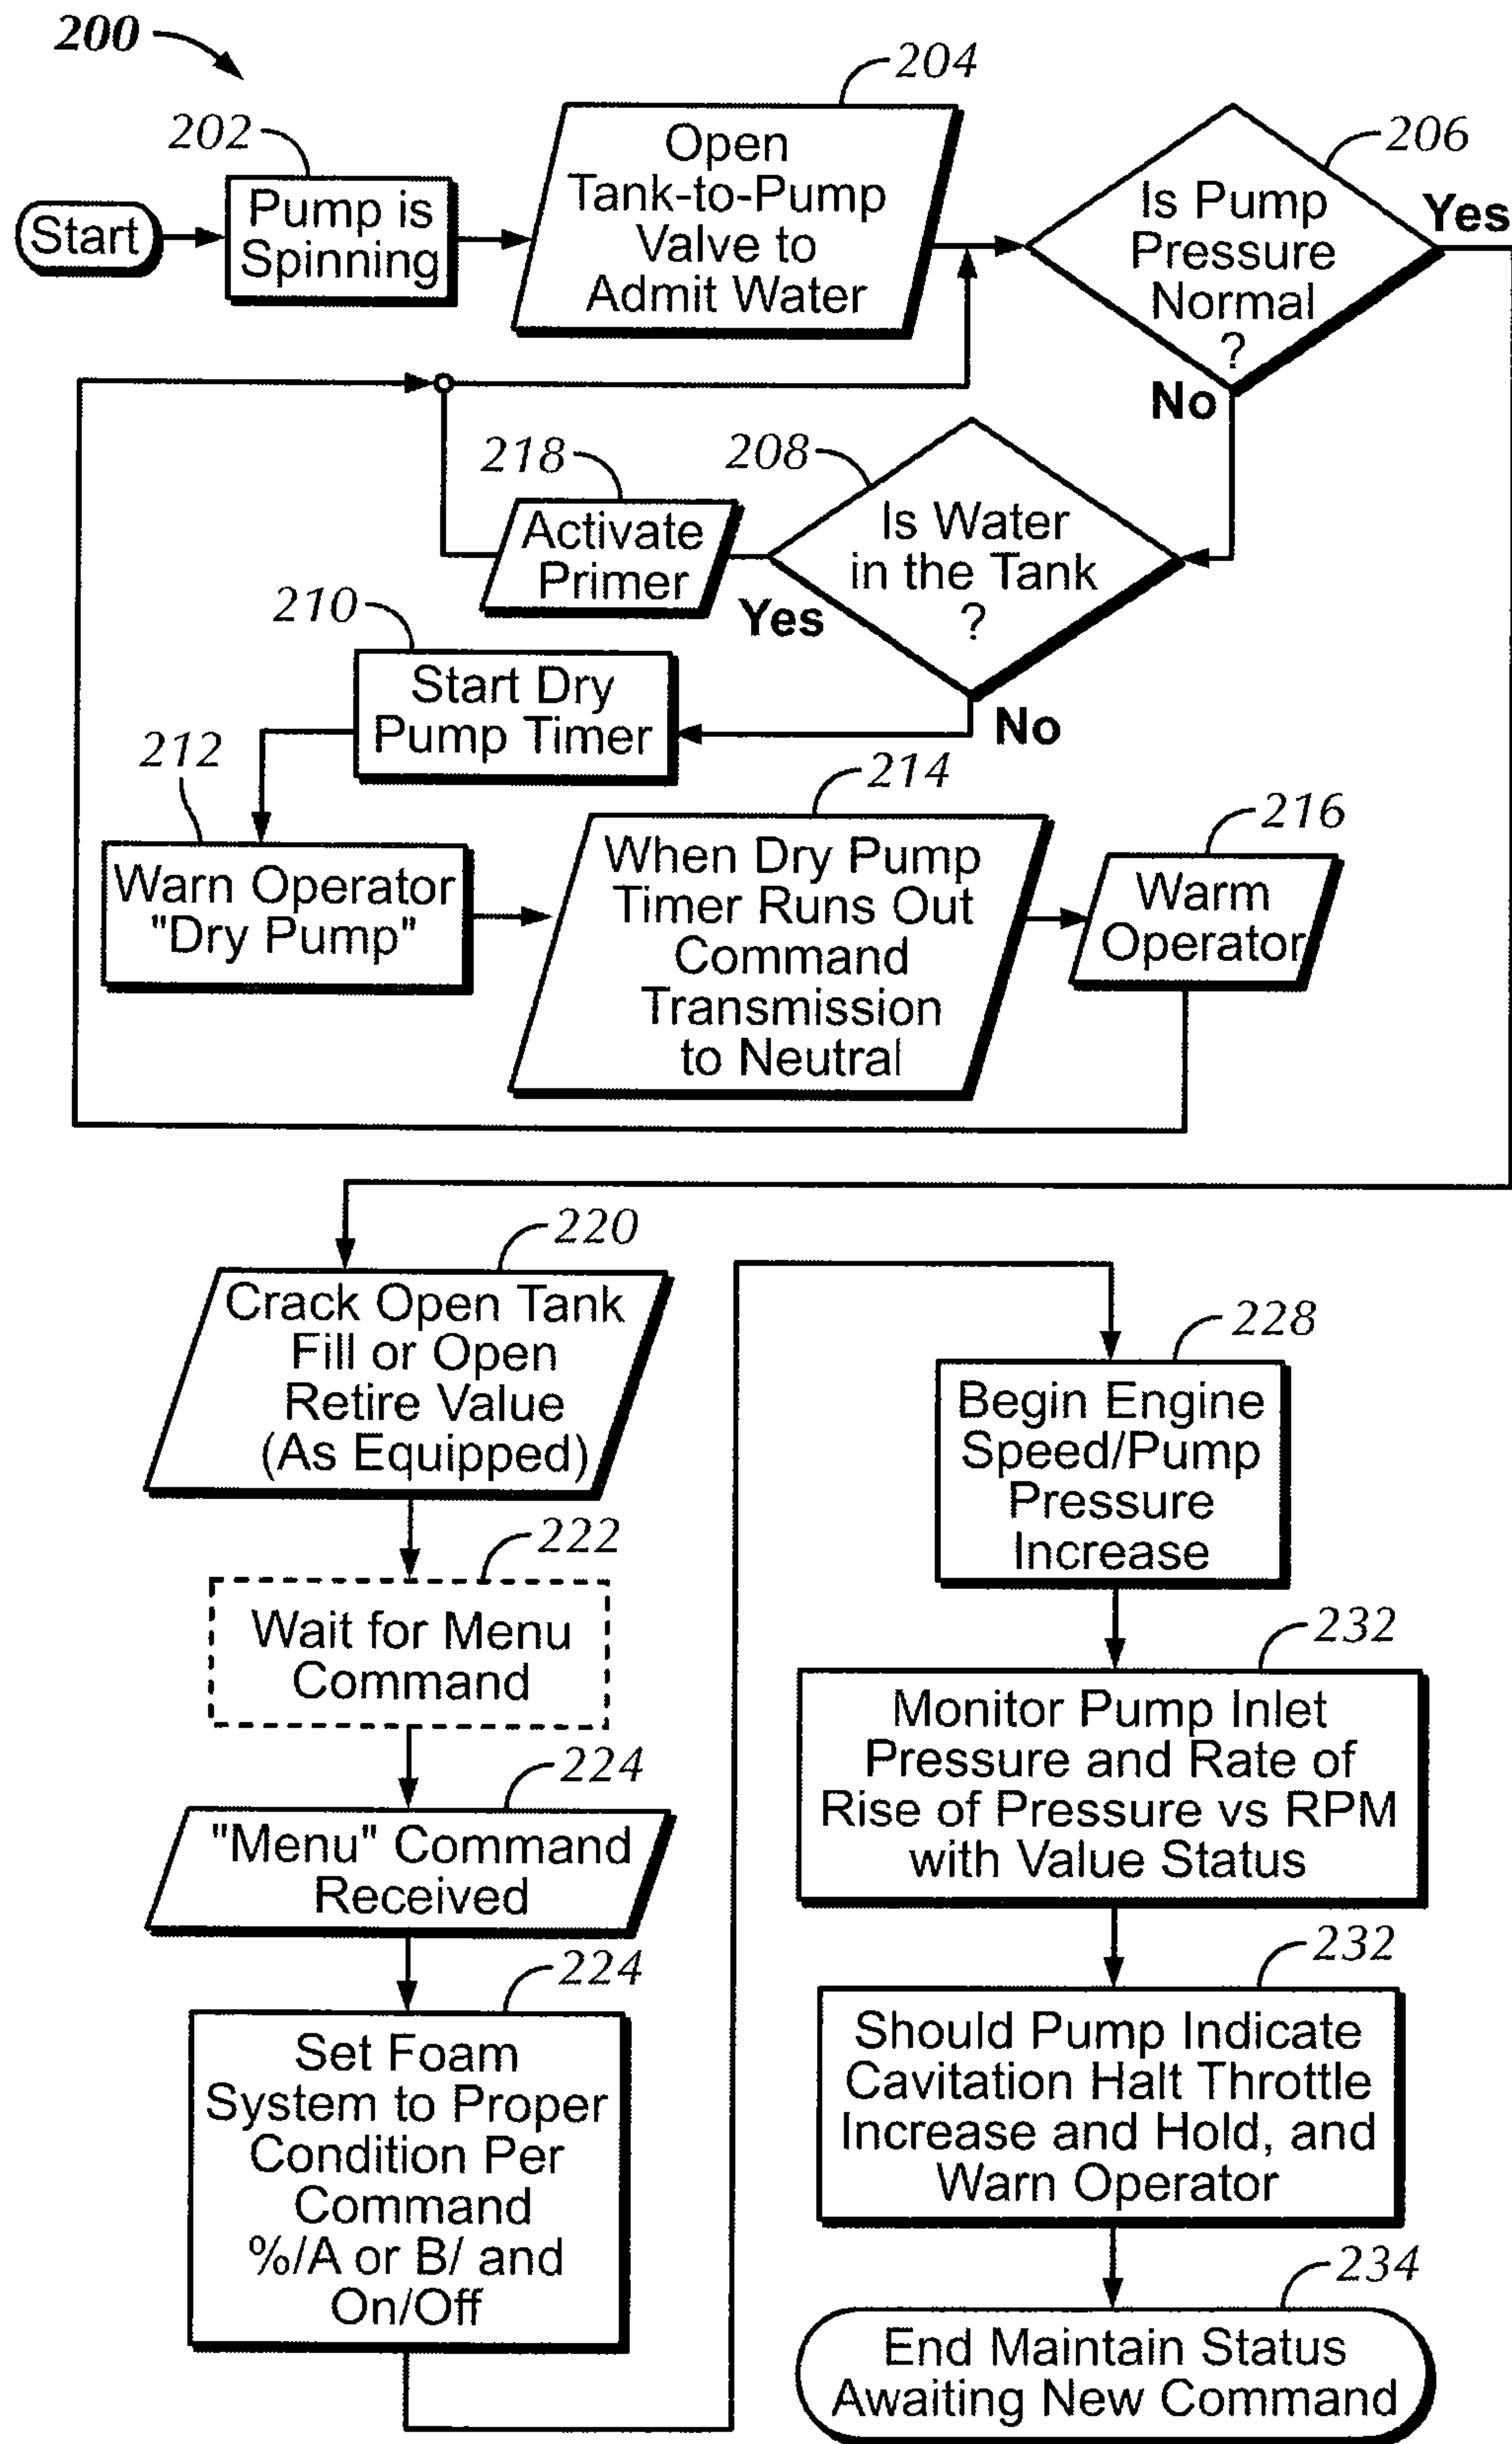 200
202
Start
Pump is
Spinning
204
Open
Tank-to-Pump
Valve to
Admit Water
206
Is Pump
Pressure
Normal
?
Yes
No
208
Is Water
in the Tank
?
Yes
No
218
Activate
Primer
210
Start Dry
Pump Timer
212
Warn Operator
"Dry Pump"
214
When Dry Pump
Timer Runs Out
Command
Transmission
to Neutral
216
Warm
Operator
220
Crack Open Tank
Fill or Open
Retire Value
(As Equipped)
222
Wait for Menu
Command
224
"Menu" Command
Received
224
Set Foam
System to Proper
Condition Per
Command
%/A or B/ and
On/Off
228
Begin Engine
Speed/Pump
Pressure
Increase
232
Monitor Pump Inlet
Pressure and Rate of
Rise of Pressure vs RPM
with Value Status
232
Should Pump Indicate
Cavitation Halt Throttle
Increase and Hold, and
Warn Operator
234
End Maintain Status
Awaiting New Command